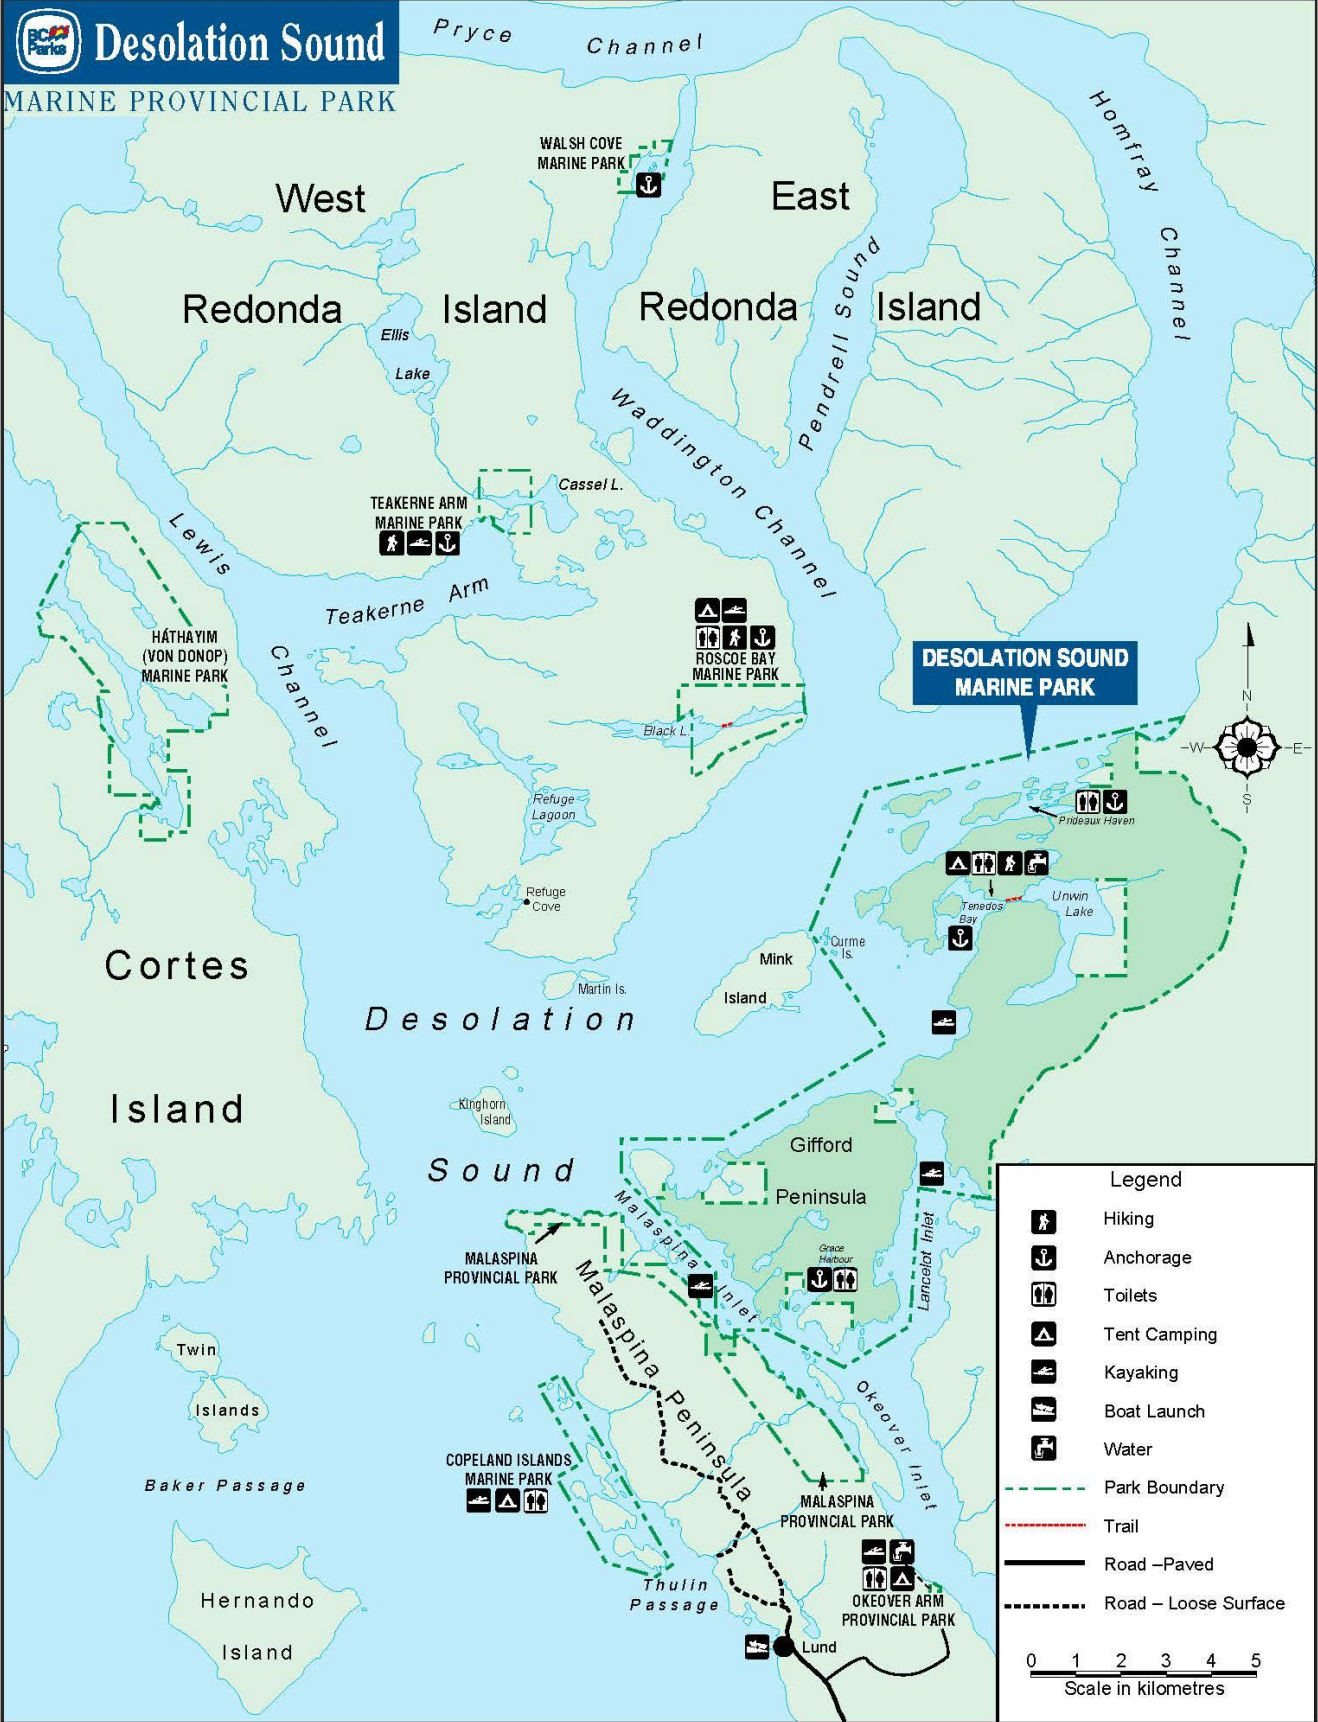 BC Parks
Desolation Sound
MARINE PROVINCIAL PARK
Pryce Channel
Homfray Channel
WALSH COVE
MARINE PARK
West
Redonda Island
East
Redonda Island
Pendrell Sound
Ellis
Lake
Waddington Channel
Cassel L.
TEAKERNE ARM
MARINE PARK
Lewis Channel
Teakerne Arm
HÁTHAYIM
(VON DONOP)
MARINE PARK
ROSCOE BAY
MARINE PARK
Black L.
DESOLATION SOUND
MARINE PARK
N
W
E
S
Prideaux Haven
Refuge
Lagoon
Refuge
Cove
Tenedos
Bay
Unwin
Lake
Curme
Is.
Mink
Island
Martin Is.
Cortes
Island
Desolation
Sound
Kinghorn
Island
Gifford
Peninsula
Malaspina Inlet
Grace
Harbour
Lancelot Inlet
MALASPINA
PROVINCIAL PARK
Malaspina Peninsula
Twin
Islands
Okeover Inlet
Baker Passage
COPELAND ISLANDS
MARINE PARK
MALASPINA
PROVINCIAL PARK
Thulin
Passage
OKEOVER ARM
PROVINCIAL PARK
Hernando
Island
Lund
Legend
Hiking
Anchorage
Toilets
Tent Camping
Kayaking
Boat Launch
Water
Park Boundary
Trail
Road –Paved
Road – Loose Surface
0 1 2 3 4 5
Scale in kilometres